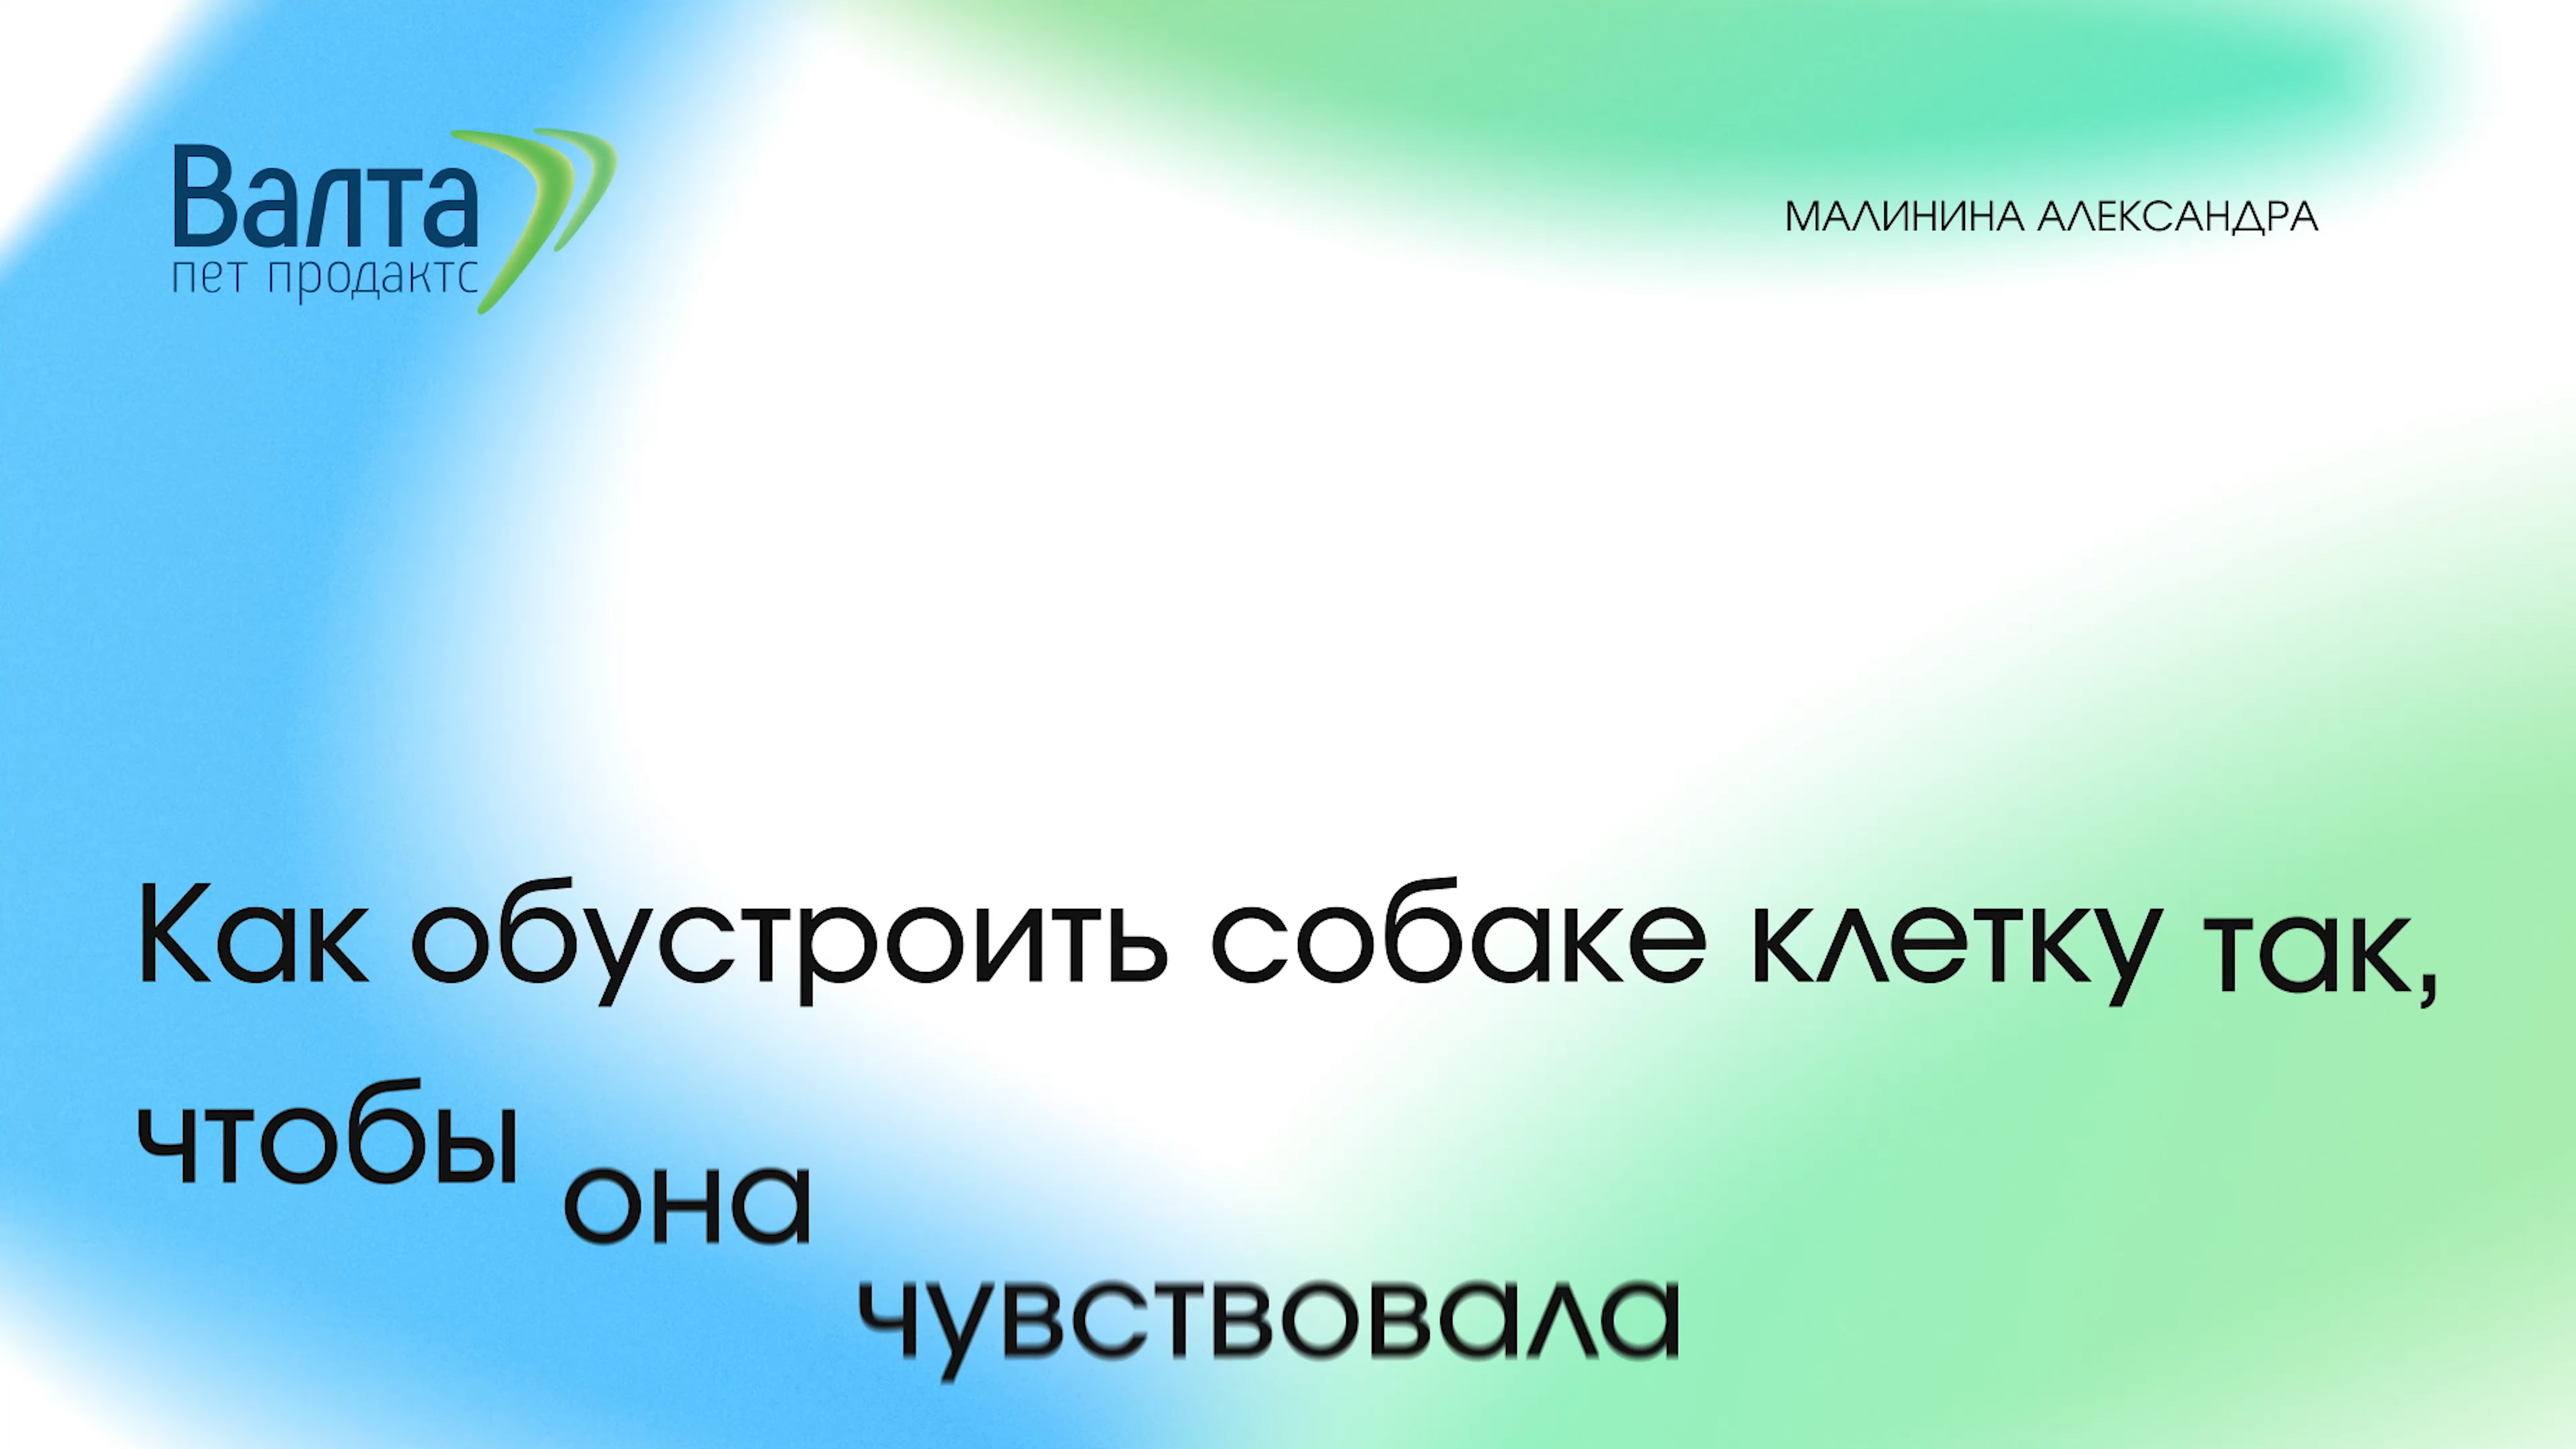 Валта
пет продактс
МАЛИНИНА АЛЕКСАНДРА
Как обустроить собаке клетку так,
чтобы она чувствовала